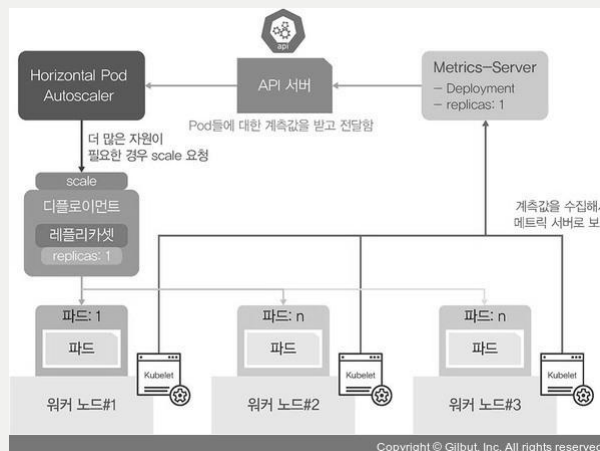 api
Horizontal Pod
Autoscaler
API 서버
Metrics-Server
- Deployment
- replicas: 1
Pod들에 대한 계측값을 받고 전달함
더 많은 자원이
필요한 경우 scale 요청
scale
디플로이먼트
레플리카셋
replicas: 1
계측값을 수집해서
메트릭 서버로 보
파드: 1
파드: n
파드: n
파드
파드
파드
Kubelet
Kubelet
Kubelet
워커 노드#1
워커 노드#2
워커 노드#3
Copyright © Gilbut, Inc. All rights reserved